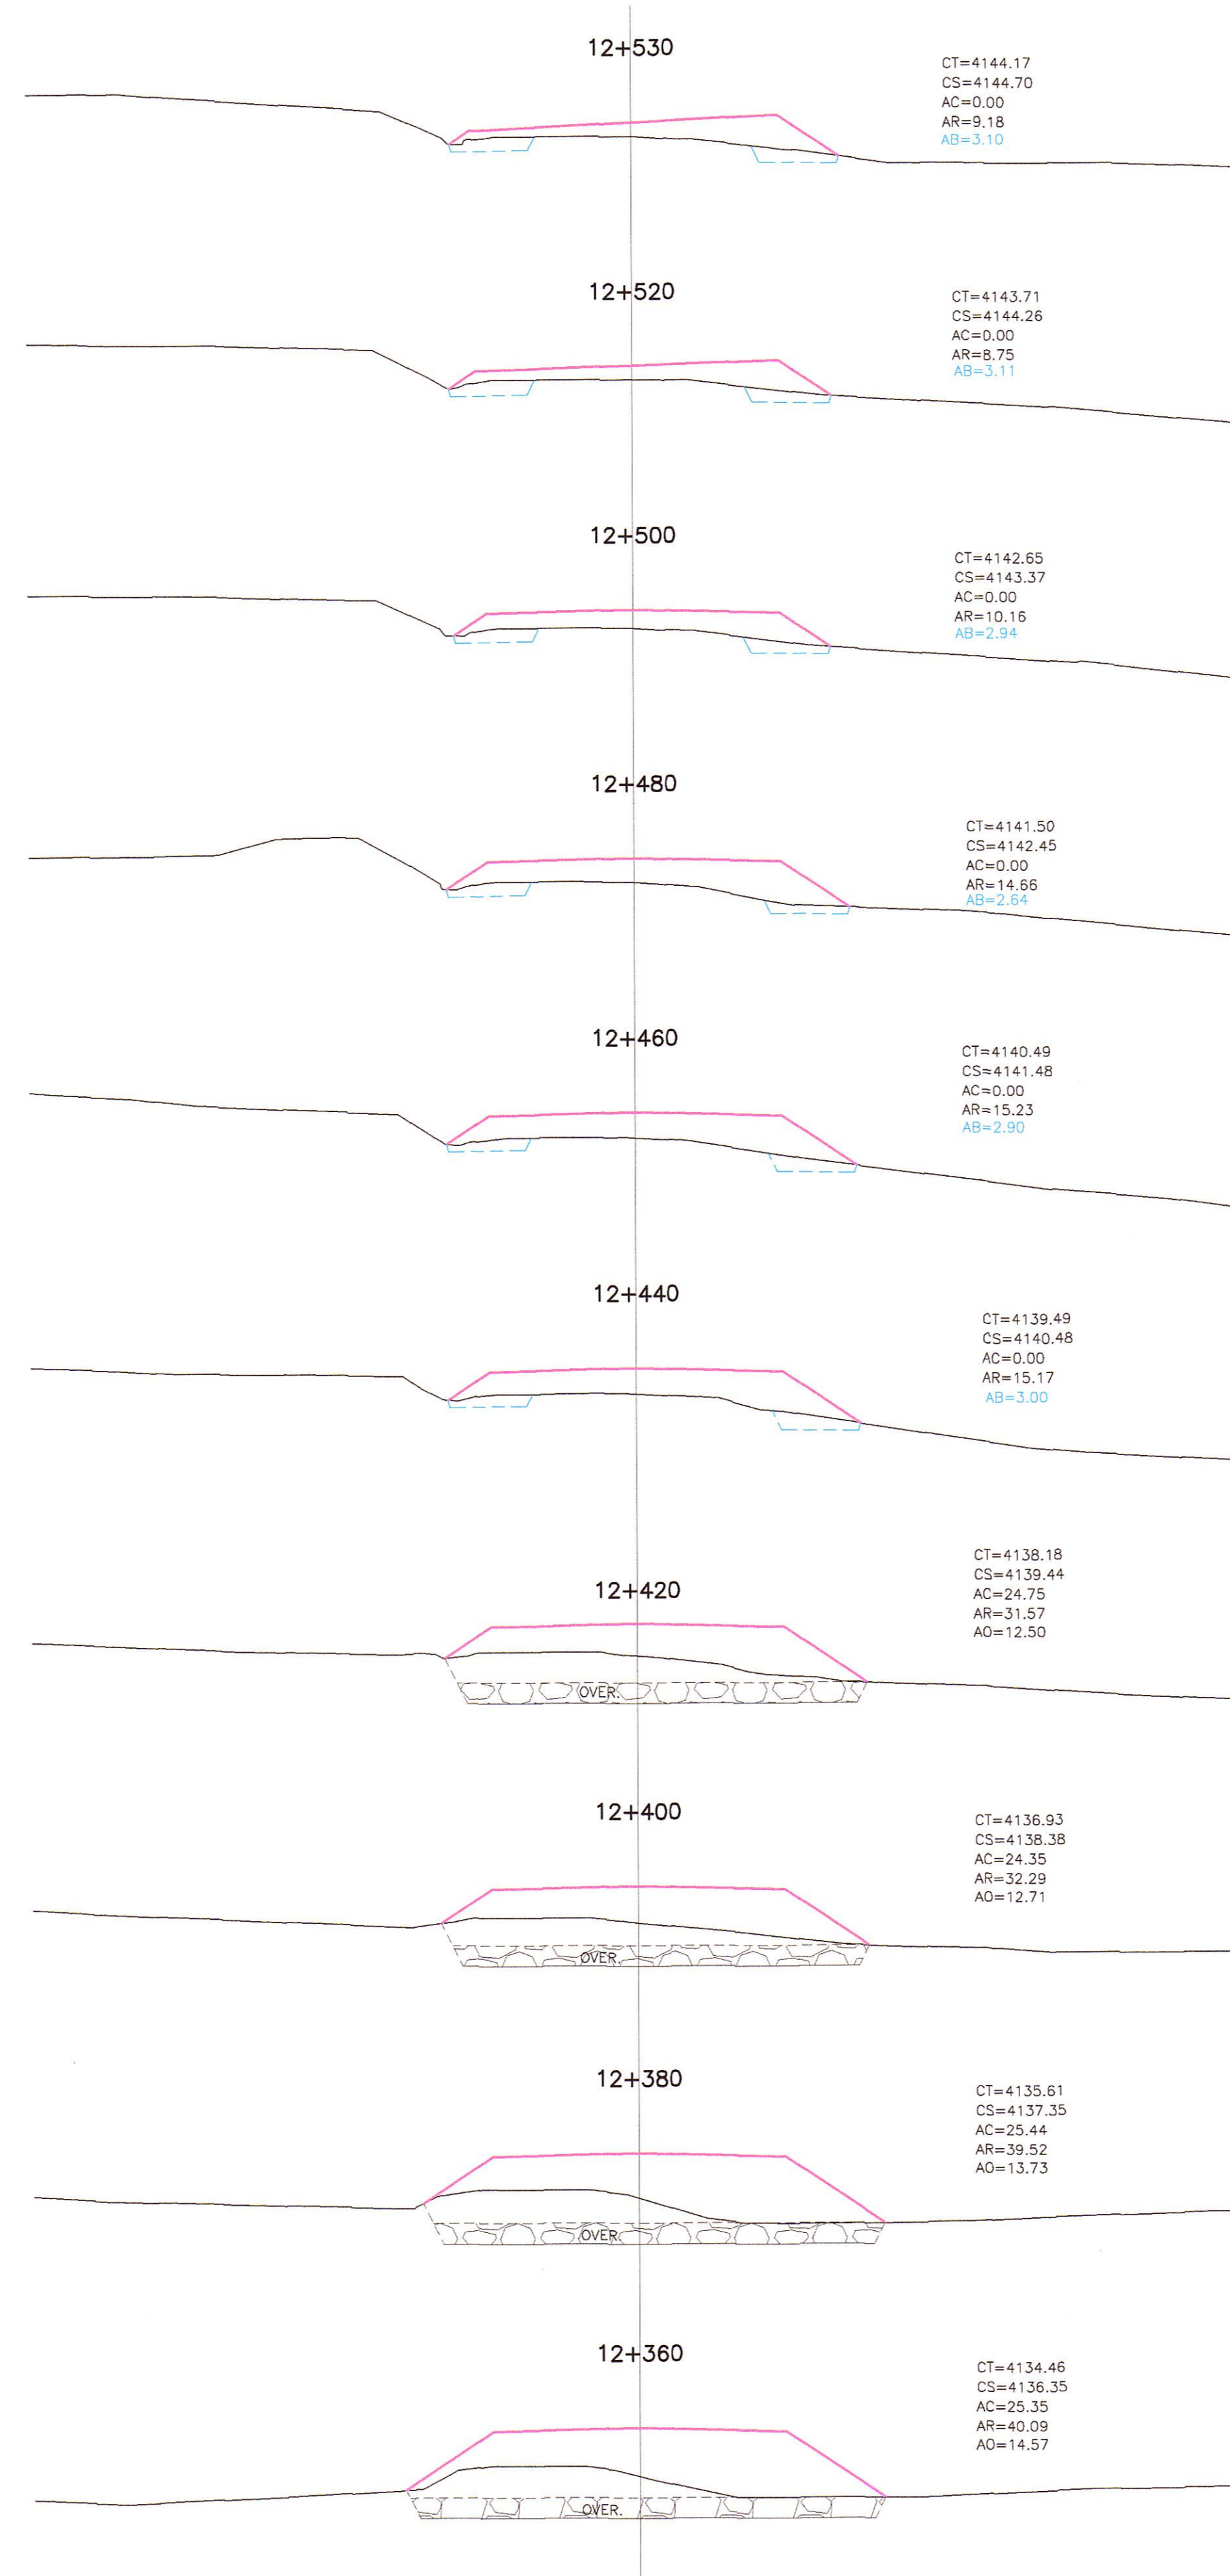 12+530
CT=4144.17
CS=4144.70
AC=0.00
AR=9.18
AB=3.10
12+520
CT=4143.71
CS=4144.26
AC=0.00
AR=8.75
AB=3.11
12+500
CT=4142.65
CS=4143.37
AC=0.00
AR=10.16
AB=2.94
12+480
CT=4141.50
CS=4142.45
AC=0.00
AR=14.66
AB=2.64
12+460
CT=4140.49
CS=4141.48
AC=0.00
AR=15.23
AB=2.90
12+440
CT=4139.49
CS=4140.48
AC=0.00
AR=15.17
AB=3.00
12+420
CT=4138.18
CS=4139.44
AC=24.75
AR=31.57
AO=12.50
OVER.
12+400
CT=4136.93
CS=4138.38
AC=24.35
AR=32.29
AO=12.71
OVER.
12+380
CT=4135.61
CS=4137.35
AC=25.44
AR=39.52
AO=13.73
OVER.
12+360
CT=4134.46
CS=4136.35
AC=25.35
AR=40.09
AO=14.57
OVER.